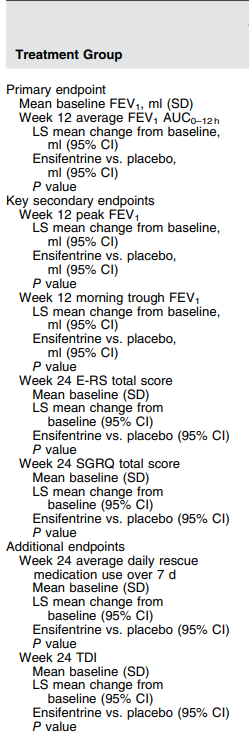 Treatment Group
Primary endpoint
Mean baseline FEV₁, ml (SD)
Week 12 average FEV₁ AUC₀₋₁₂ₕ
LS mean change from baseline,
ml (95% CI)
Ensifentrine vs. placebo,
ml (95% CI)
P value
Key secondary endpoints
Week 12 peak FEV₁
LS mean change from baseline,
ml (95% CI)
Ensifentrine vs. placebo,
ml (95% CI)
P value
Week 12 morning trough FEV₁
LS mean change from baseline,
ml (95% CI)
Ensifentrine vs. placebo,
ml (95% CI)
P value
Week 24 E-RS total score
Mean baseline (SD)
LS mean change from
baseline (95% CI)
Ensifentrine vs. placebo (95% CI)
P value
Week 24 SGRQ total score
Mean baseline (SD)
LS mean change from
baseline (95% CI)
Ensifentrine vs. placebo (95% CI)
P value
Additional endpoints
Week 24 average daily rescue
medication use over 7 d
Mean baseline (SD)
LS mean change from
baseline (95% CI)
Ensifentrine vs. placebo (95% CI)
P value
Week 24 TDI
Mean baseline (SD)
LS mean change from
baseline (95% CI)
Ensifentrine vs. placebo (95% CI)
P value